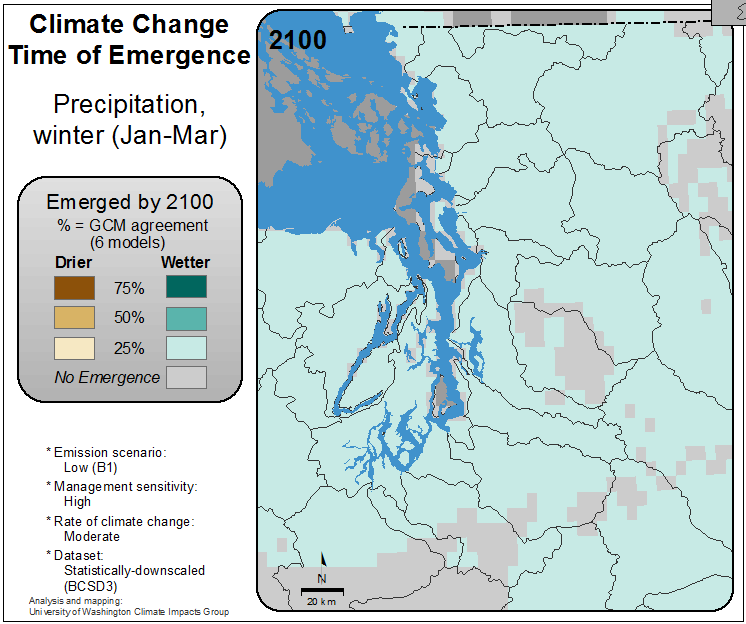 Climate Change
Time of Emergence
Precipitation,
winter (Jan-Mar)
Emerged by 2100
% = GCM agreement
(6 models)
Drier Wetter
75%
50%
25%
No Emergence
* Emission scenario:
Low (B1)
* Management sensitivity:
High
* Rate of climate change:
Moderate
* Dataset:
Statistically-downscaled
(BCSD3)
Analysis and mapping:
University of Washington Climate Impacts Group
2100
N
20 km